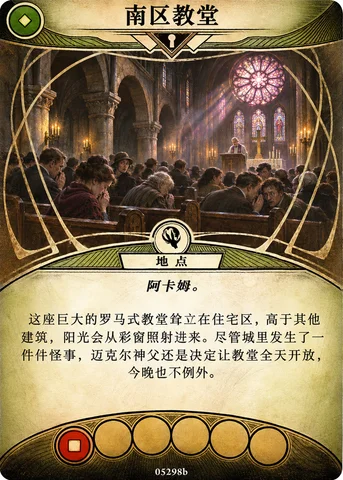 南区教堂
地点
阿卡姆。
这座巨大的罗马式教堂耸立在住宅区，高于其他
建筑，阳光会从彩窗照射进来。尽管城里发生了一
件件怪事，迈克尔神父还是决定让教堂全天开放，
今晚也不例外。
05298b